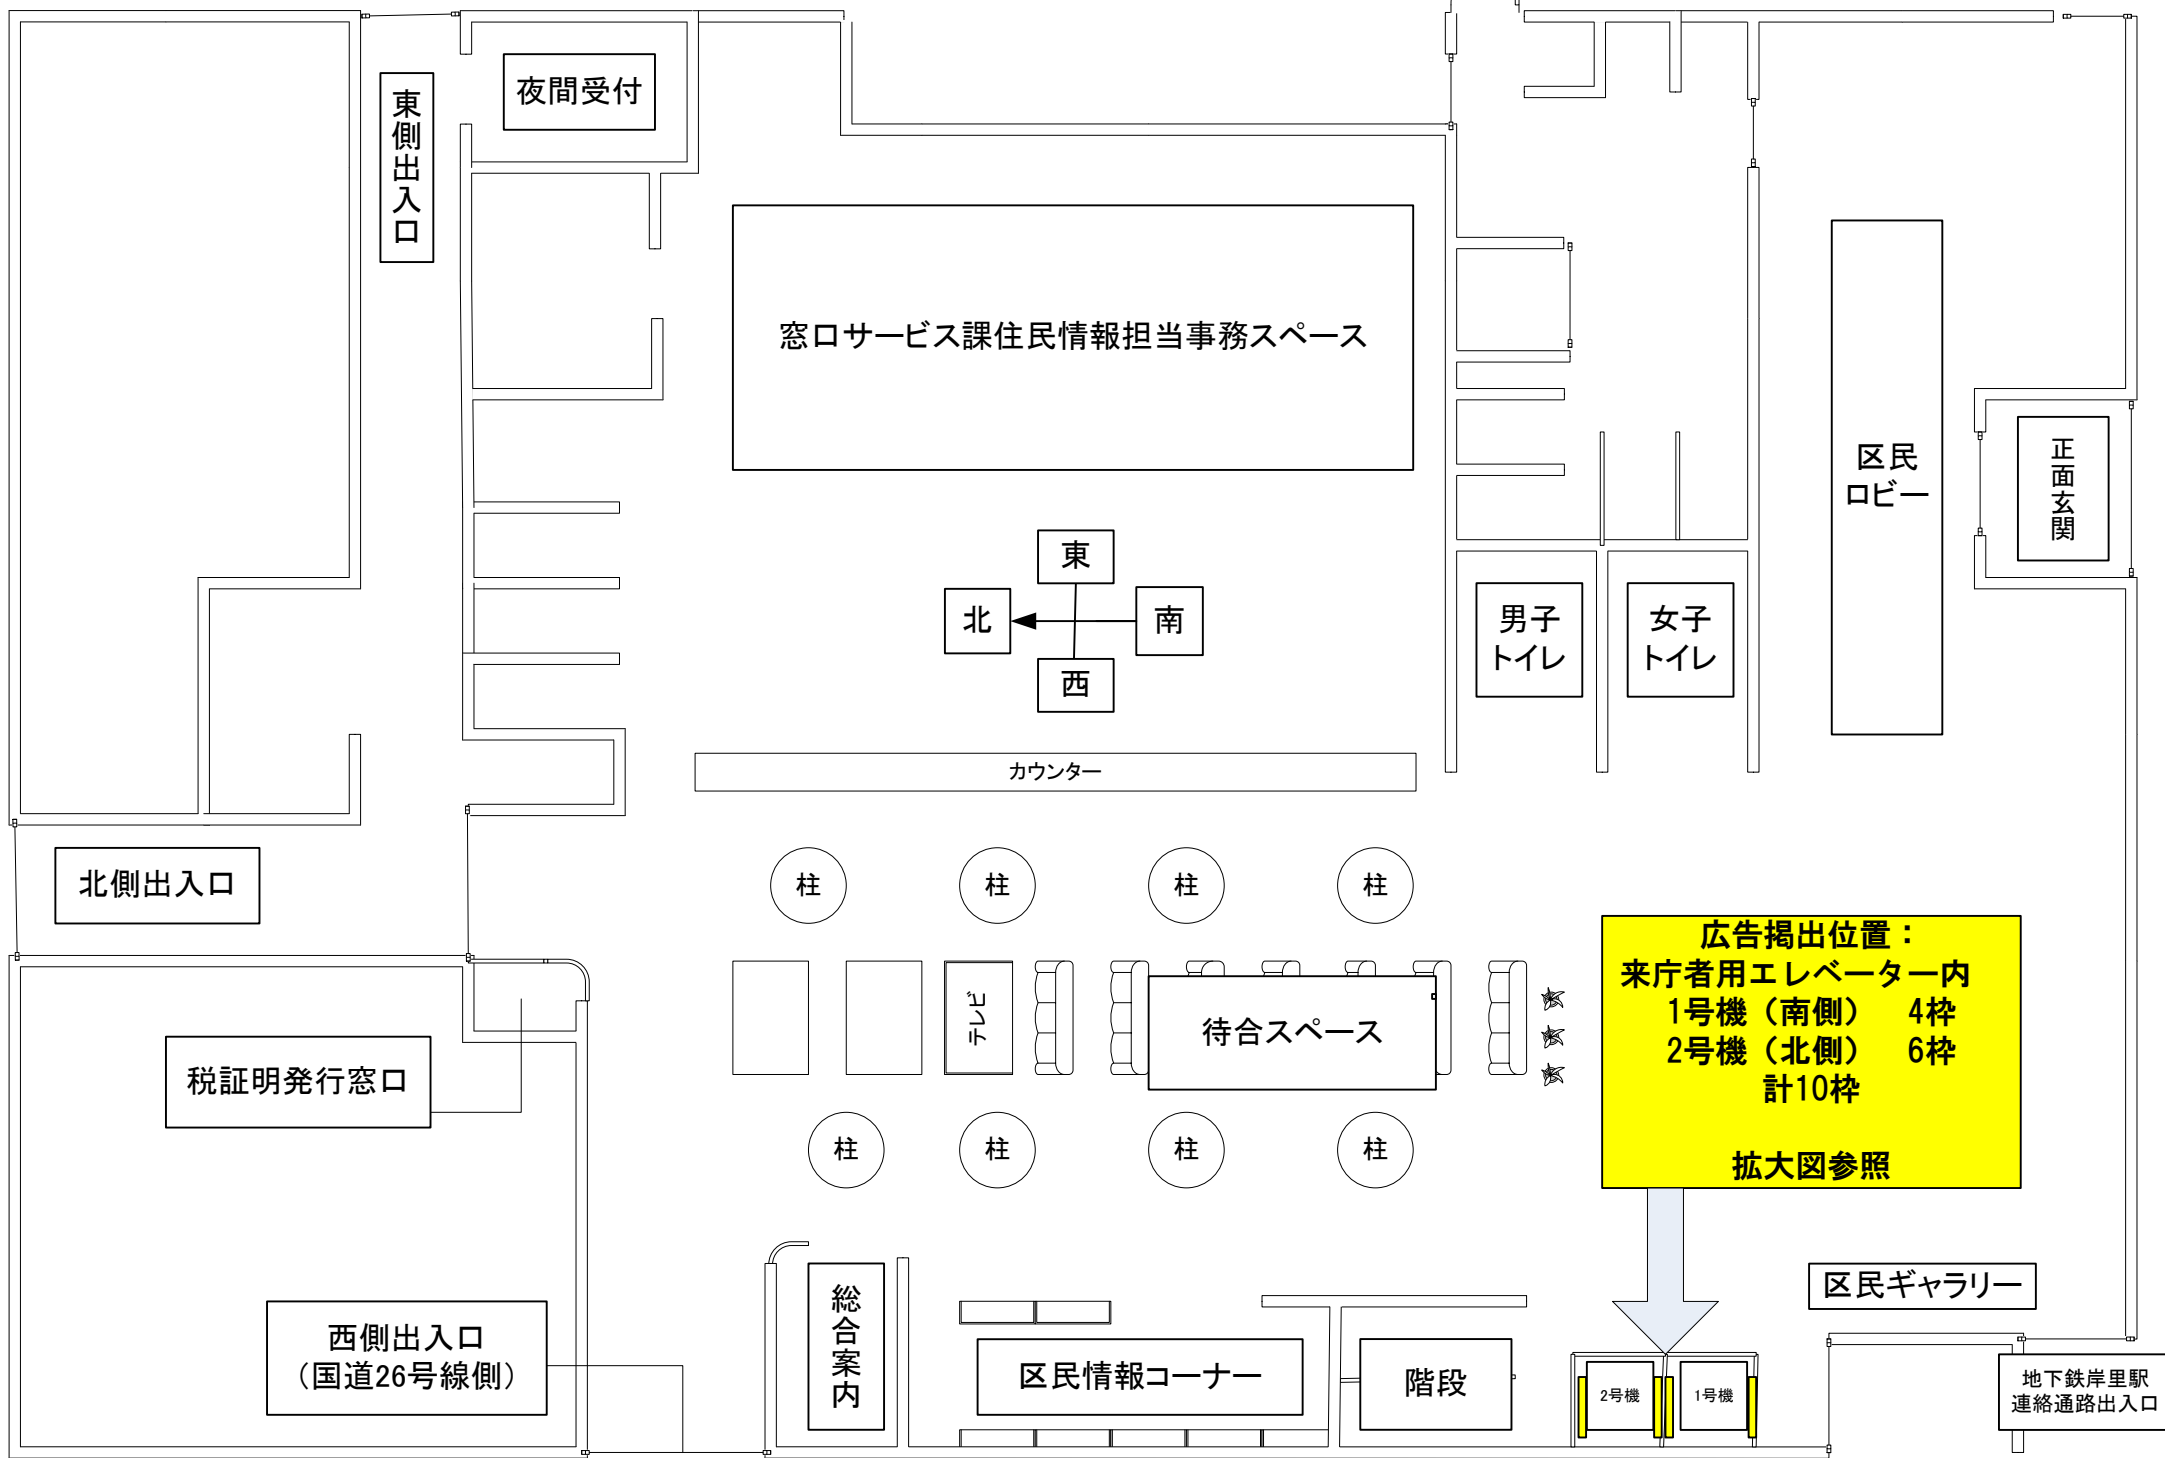 夜間受付
東側出入口
窓口サービス課住民情報担当事務スペース
区民
ロビー
正面玄関
東
北
南
西
男子
トイレ
女子
トイレ
カウンター
北側出入口
柱
柱
柱
柱
広告掲出位置：
来庁者用エレベーター内
1号機（南側） 4枠
2号機（北側） 6枠
計10枠
拡大図参照
テレビ
待合スペース
税証明発行窓口
柱
柱
柱
柱
総合案内
区民ギャラリー
西側出入口
（国道26号線側）
区民情報コーナー
階段
2号機
1号機
地下鉄岸里駅
連絡通路出入口